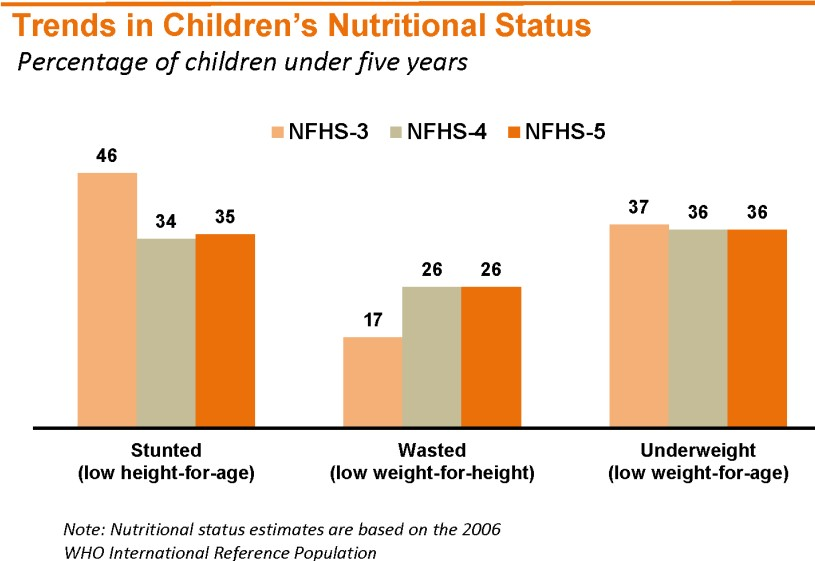 Trends in Children's Nutritional Status
Percentage of children under five years
NFHS-3 NFHS-4 NFHS-5
46 34 35
17 26 26
37 36 36
Stunted
(low height-for-age)
Wasted
(low weight-for-height)
Underweight
(low weight-for-age)
Note: Nutritional status estimates are based on the 2006
WHO International Reference Population